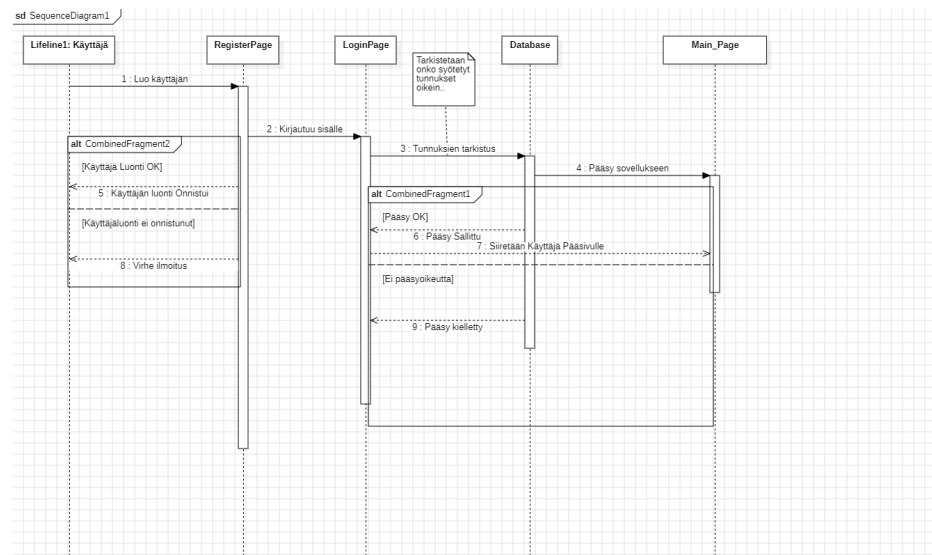 sd SequenceDiagram1
Lifeline1: Käyttäjä
RegisterPage
LoginPage
Database
Main_Page
Tarkistetaan
onko syötetyt
tunnukset
oikein..
1 : Luo käyttäjän
2 : Kirjautuu sisälle
3 : Tunnuksien tarkistus
4 : Pääsy sovellukseen
alt CombinedFragment2
[Käyttäjä Luonti OK]
5 : Käyttäjän luonti Onnistui
[Käyttäjäluonti ei onnistunut]
8 : Virhe ilmoitus
alt CombinedFragment1
[Pääsy OK]
6 : Pääsy Sallittu
7 : Siiretään Käyttäjä Pääsivulle
[Ei pääsyoikeutta]
9 : Pääsy kielletty